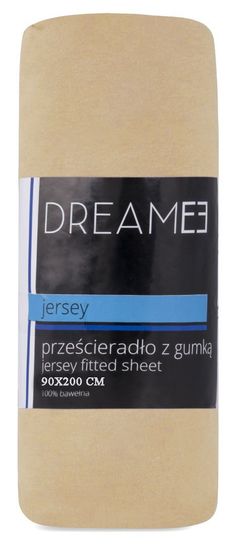 DREAMEE
jersey
prześcieradło z gumką
jersey fitted sheet
90X200 CM
100% bawełna